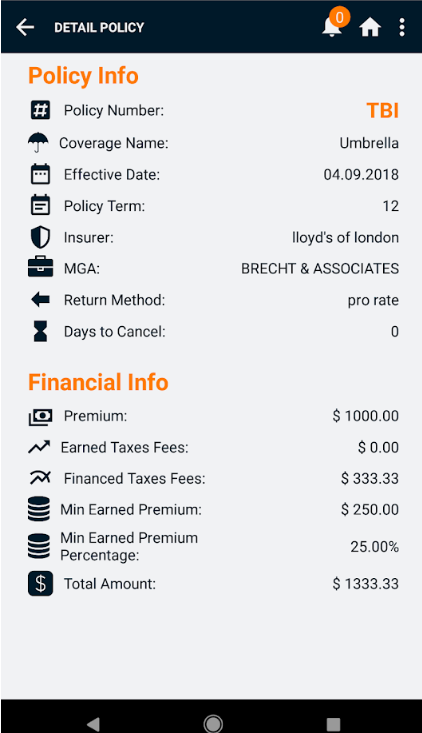 DETAIL POLICY
0
Policy Info
Policy Number: TBI
Coverage Name: Umbrella
Effective Date: 04.09.2018
Policy Term: 12
Insurer: lloyd's of london
MGA: BRECHT & ASSOCIATES
Return Method: pro rate
Days to Cancel: 0
Financial Info
Premium: $ 1000.00
Earned Taxes Fees: $ 0.00
Financed Taxes Fees: $ 333.33
Min Earned Premium: $ 250.00
Min Earned Premium
Percentage: 25.00%
Total Amount: $ 1333.33